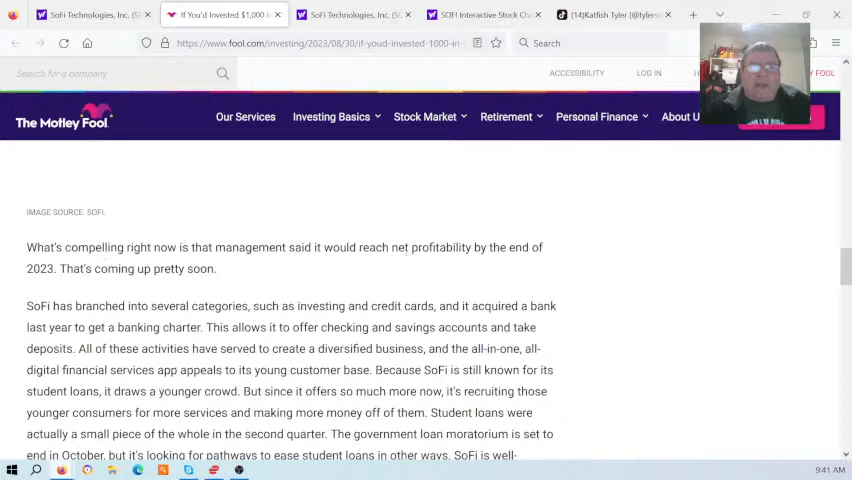 SoFi Technologies, Inc. (SO
If You'd Invested $1,000 in
SoFi Technologies, Inc. (SO
SOFI Interactive Stock Cha
(14)Katfish Tyler (@tylerse
https://www.fool.com/investing/2023/08/30/if-youd-invested-1000-in
Search
Search for a company
ACCESSIBILITY
LOG IN
H
Y FOOL
The Motley Fool
Our Services
Investing Basics
Stock Market
Retirement
Personal Finance
About U
IMAGE SOURCE: SOFI.
What's compelling right now is that management said it would reach net profitability by the end of
2023. That's coming up pretty soon.
SoFi has branched into several categories, such as investing and credit cards, and it acquired a bank
last year to get a banking charter. This allows it to offer checking and savings accounts and take
deposits. All of these activities have served to create a diversified business, and the all-in-one, all-
digital financial services app appeals to its young customer base. Because SoFi is still known for its
student loans, it draws a younger crowd. But since it offers so much more now, it's recruiting those
younger consumers for more services and making more money off of them. Student loans were
actually a small piece of the whole in the second quarter. The government loan moratorium is set to
end in October, but it's looking for pathways to ease student loans in other ways. SoFi is well-
9:41 AM